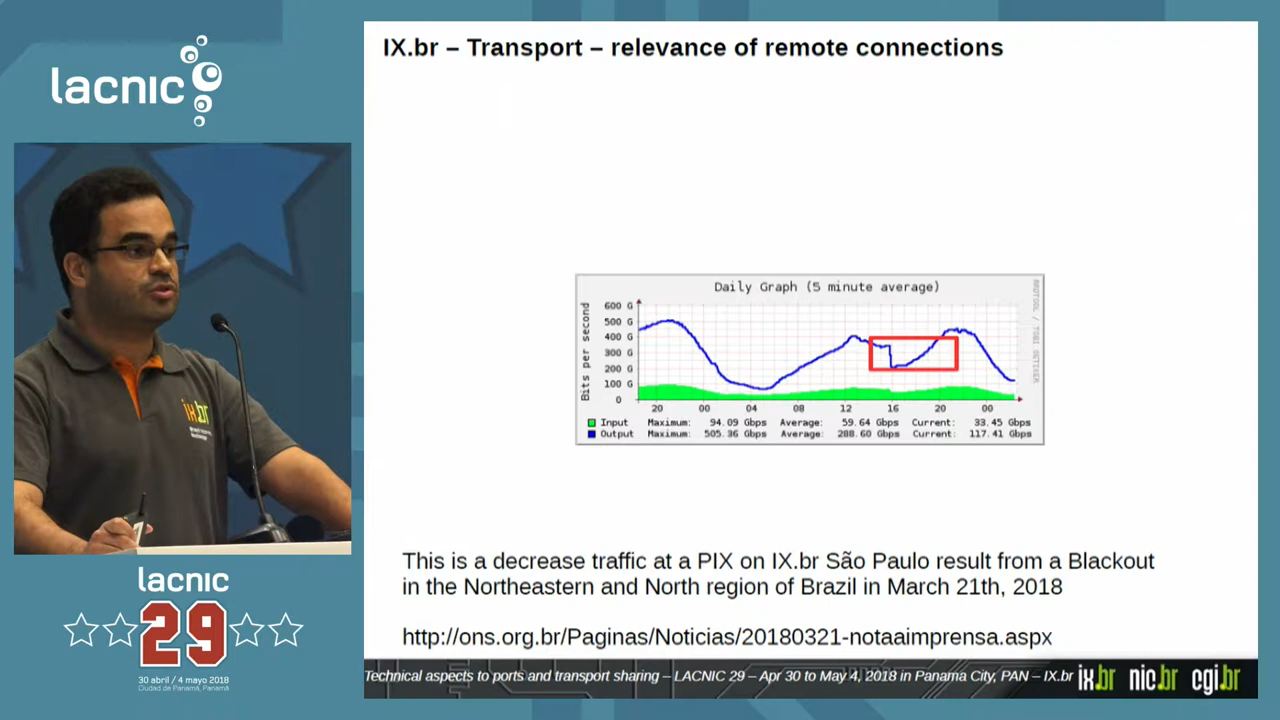 lacnic
IX.br – Transport – relevance of remote connections
Daily Graph (5 minute average)
Bits per second
600 G
500 G
400 G
300 G
200 G
100 G
0
20 00 04 08 12 16 20 00
RRDTOOL / TOBI OETIKER
Input Maximum: 94.09 Gbps Average: 59.64 Gbps Current: 33.45 Gbps
Output Maximum: 505.36 Gbps Average: 288.60 Gbps Current: 117.41 Gbps
ix.br
This is a decrease traffic at a PIX on IX.br São Paulo result from a Blackout
in the Northeastern and North region of Brazil in March 21th, 2018
http://ons.org.br/Paginas/Noticias/20180321-notaaimprensa.aspx
lacnic
29
30 abril / 4 mayo 2018
Ciudad de Panamá, Panamá
Technical aspects to ports and transport sharing – LACNIC 29 – Apr 30 to May 4, 2018 in Panama City, PAN – IX.br
ix.br nic.br cgi.br